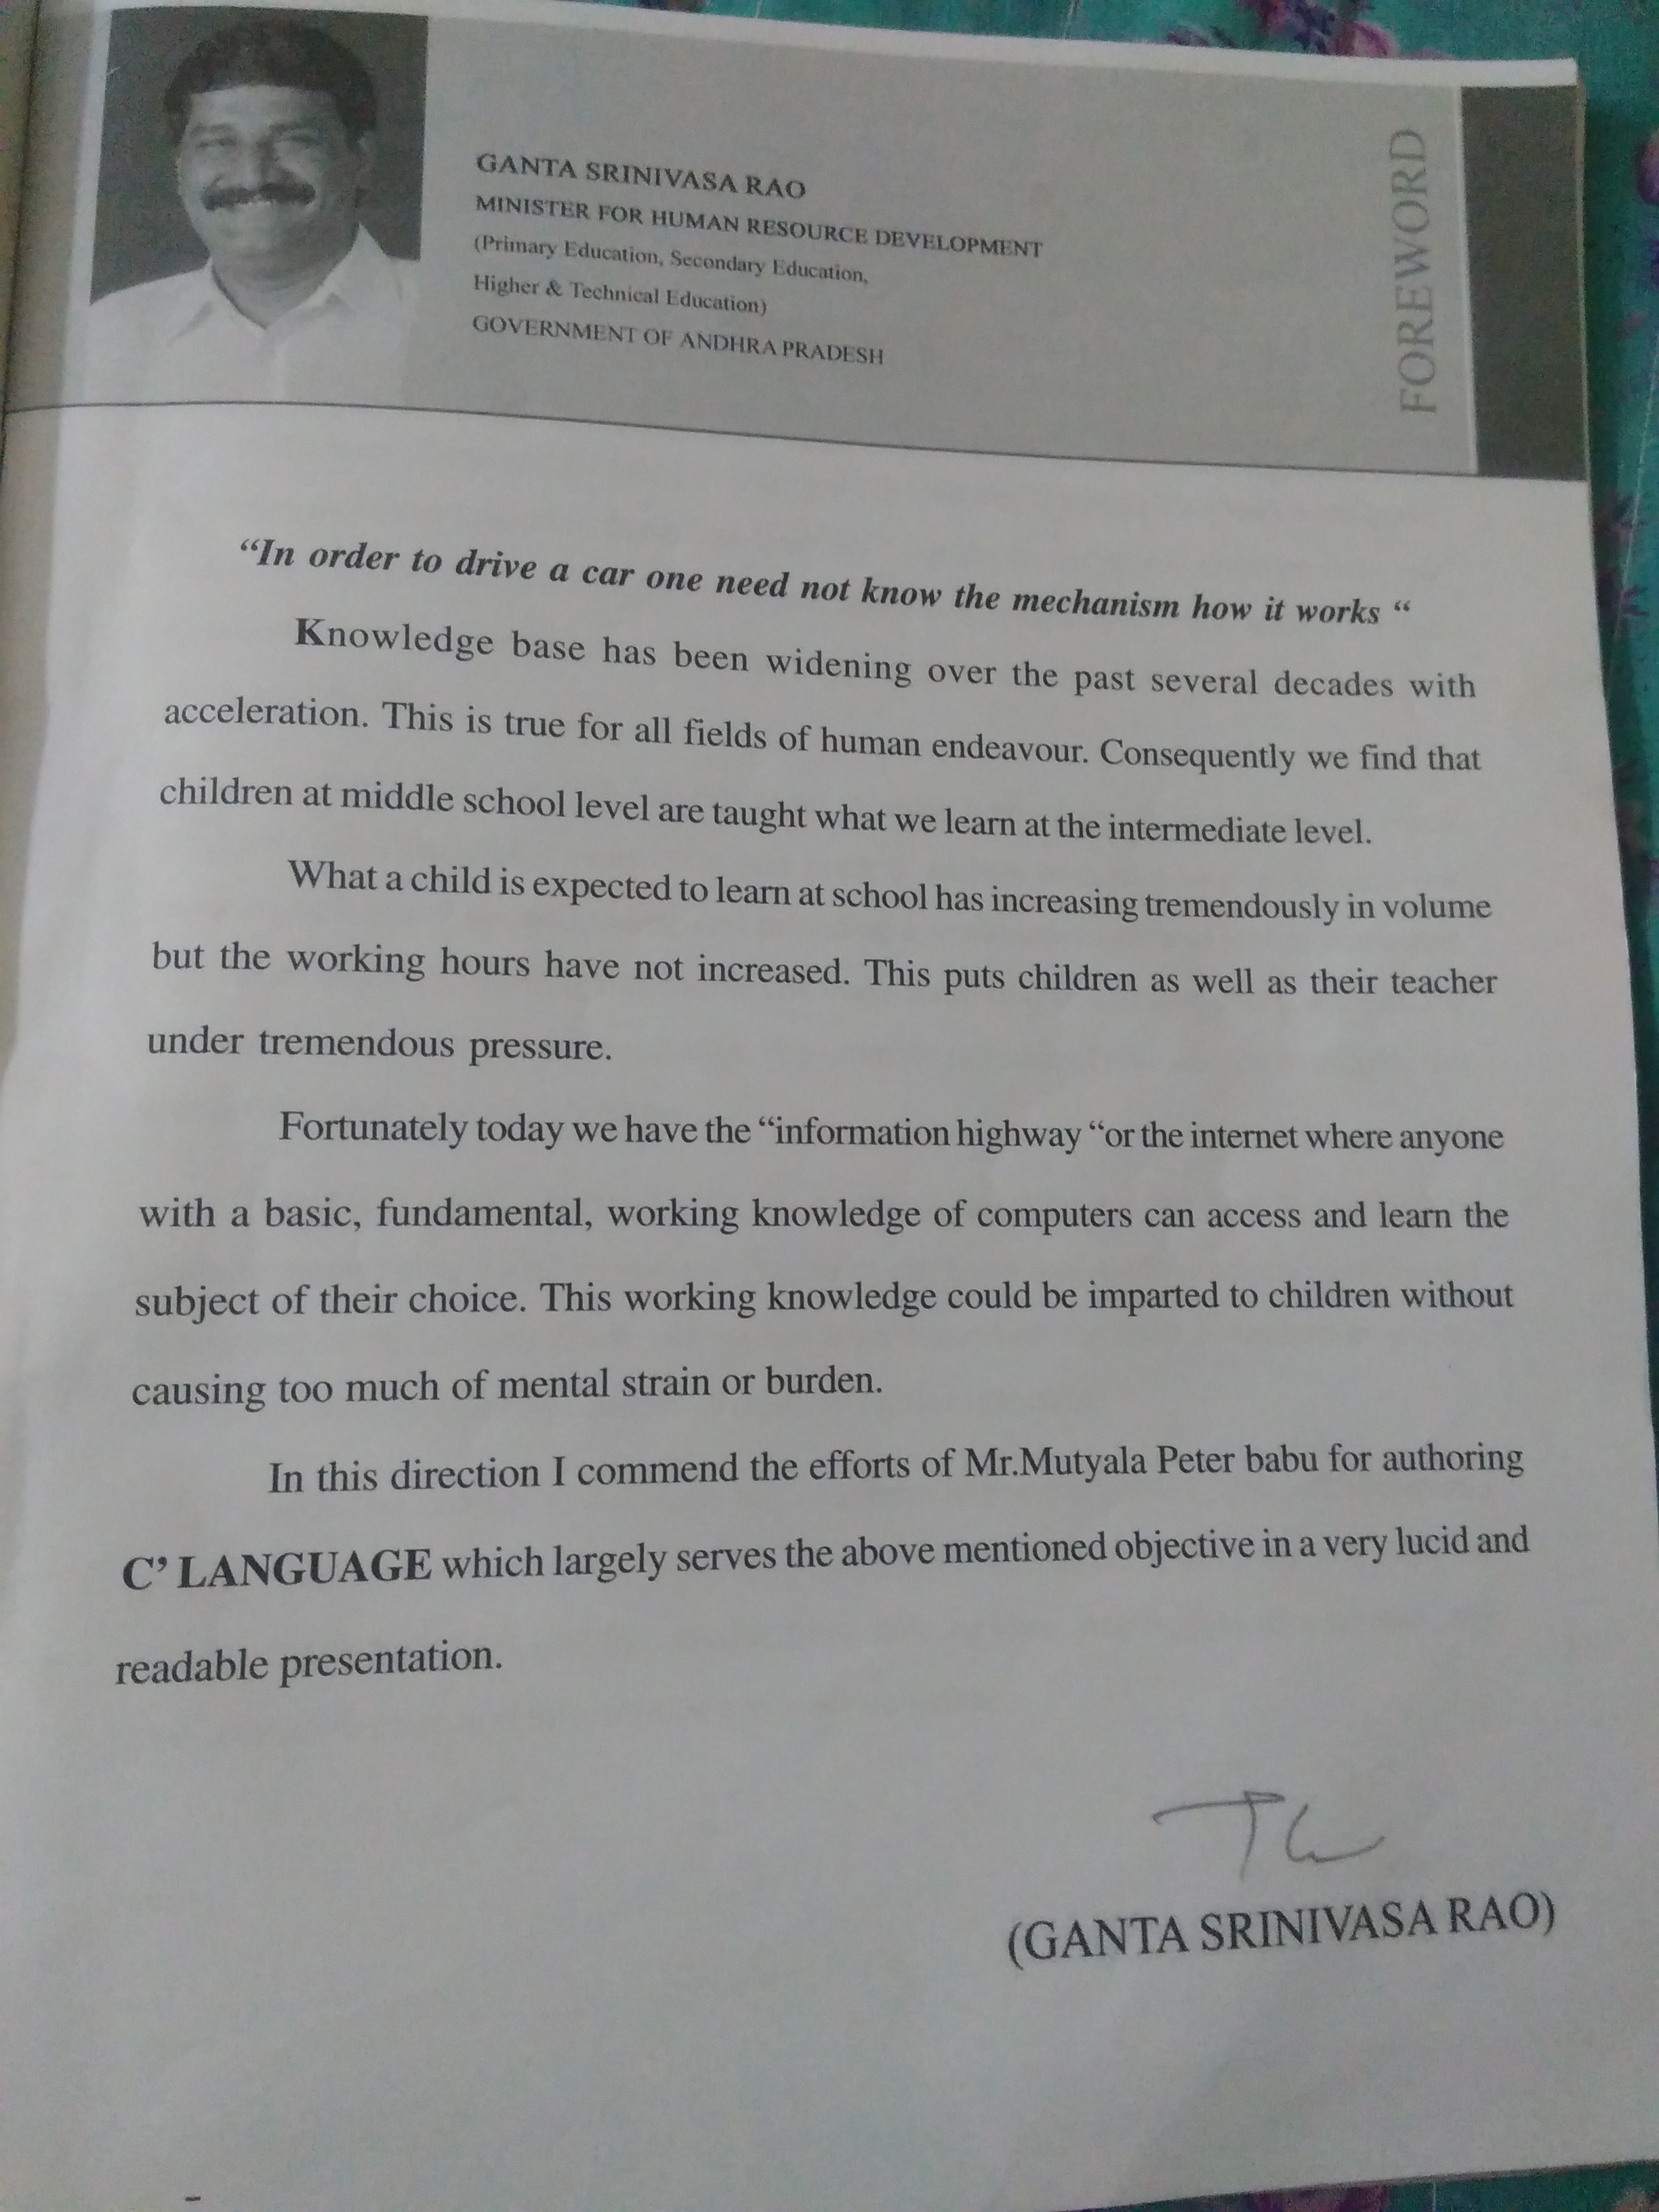 GANTA SRINIVASA RAO
MINISTER FOR HUMAN RESOURCE DEVELOPMENT
(Primary Education, Secondary Education,
Higher & Technical Education)
GOVERNMENT OF ANDHRA PRADESH
FOREWORD
“In order to drive a car one need not know the mechanism how it works “
Knowledge base has been widening over the past several decades with
acceleration. This is true for all fields of human endeavour. Consequently we find that
children at middle school level are taught what we learn at the intermediate level.
What a child is expected to learn at school has increasing tremendously in volume
but the working hours have not increased. This puts children as well as their teacher
under tremendous pressure.
Fortunately today we have the “information highway “or the internet where anyone
with a basic, fundamental, working knowledge of computers can access and learn the
subject of their choice. This working knowledge could be imparted to children without
causing too much of mental strain or burden.
In this direction I commend the efforts of Mr.Mutyala Peter babu for authoring
C’ LANGUAGE which largely serves the above mentioned objective in a very lucid and
readable presentation.
(GANTA SRINIVASA RAO)